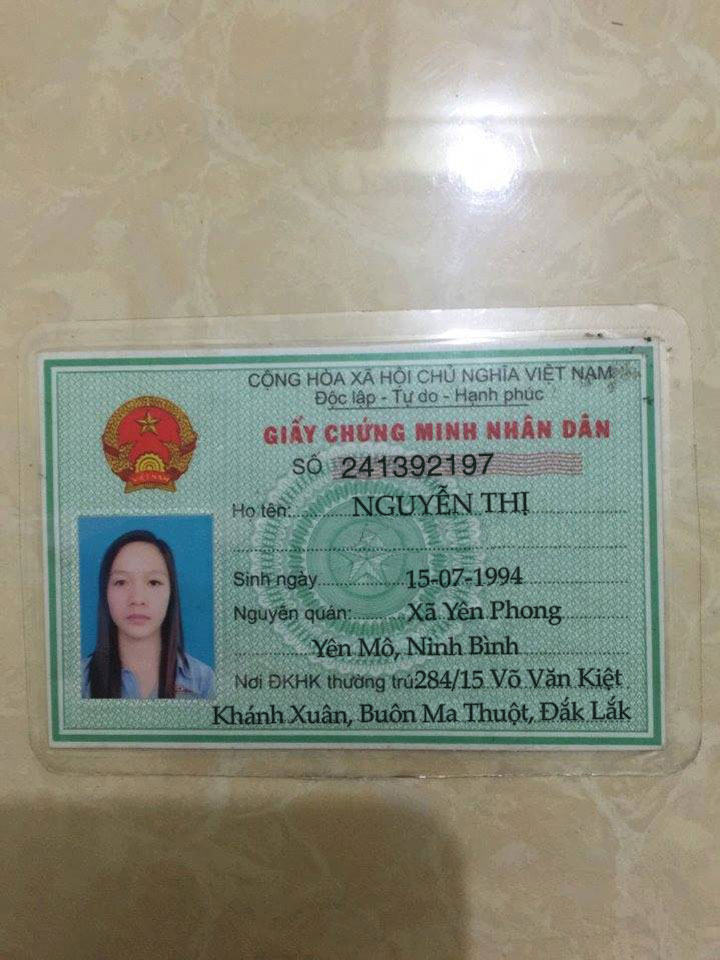 CỘNG HÒA XÃ HỘI CHỦ NGHĨA VIỆT NAM
Độc lập - Tự do - Hạnh phúc
GIẤY CHỨNG MINH NHÂN DÂN
SỐ 241392197
VIỆT NAM
Họ tên: NGUYỄN THỊ
Sinh ngày 15-07-1994
Nguyên quán: Xã Yên Phong
Yên Mô, Ninh Bình
Nơi ĐKHK thường trú 284/15 Võ Văn Kiệt
Khánh Xuân, Buôn Ma Thuột, Đắk Lắk